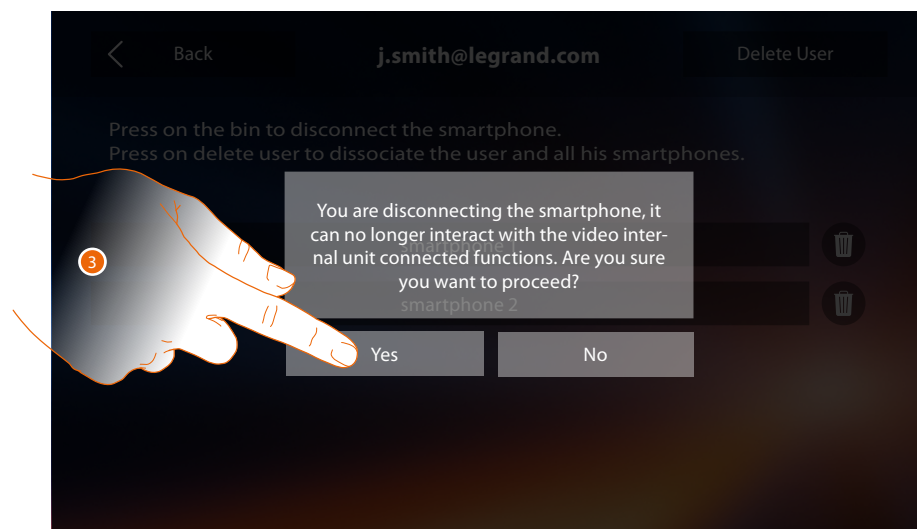 Back
j.smith@legrand.com
Delete User
Press on the bin to disconnect the smartphone.
Press on delete user to dissociate the user and all his smartphones.
You are disconnecting the smartphone, it
can no longer interact with the video inter-
nal unit connected functions. Are you sure
you want to proceed?
smartphone 1
smartphone 2
3
Yes
No